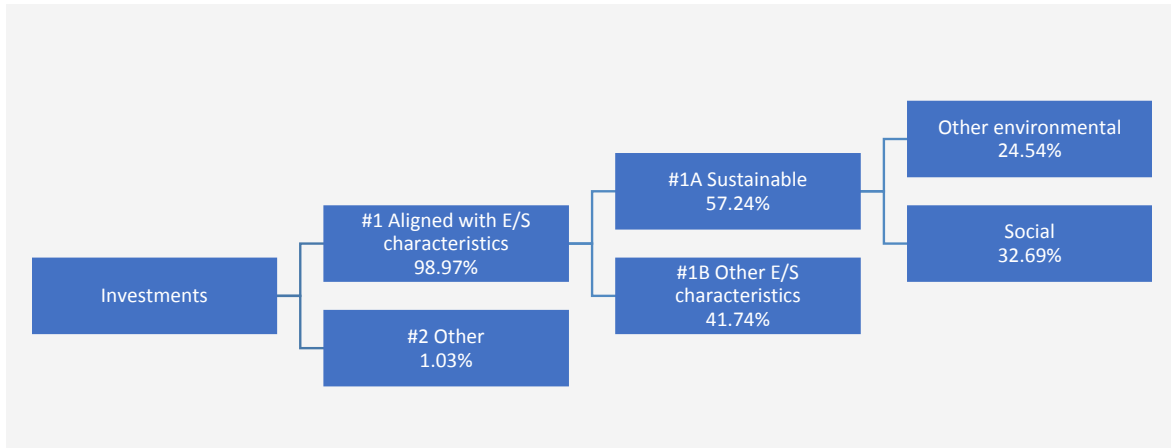 Investments
#1 Aligned with E/S
characteristics
98.97%
#2 Other
1.03%
#1A Sustainable
57.24%
#1B Other E/S
characteristics
41.74%
Other environmental
24.54%
Social
32.69%